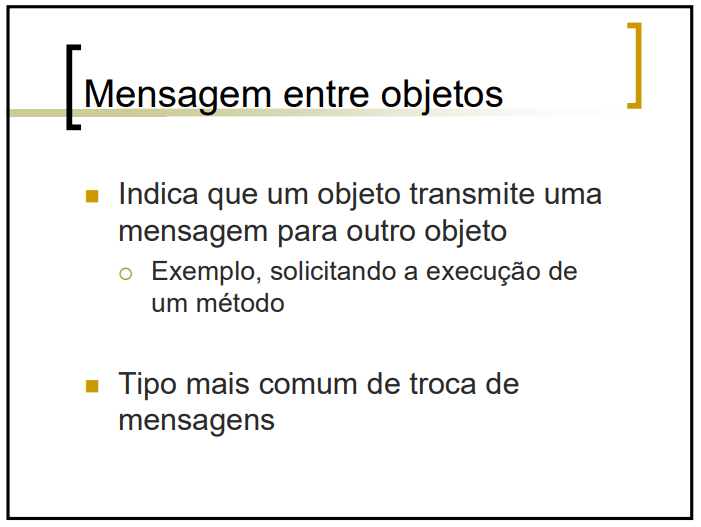 Mensagem entre objetos
Indica que um objeto transmite uma
mensagem para outro objeto
Exemplo, solicitando a execução de
um método
Tipo mais comum de troca de
mensagens